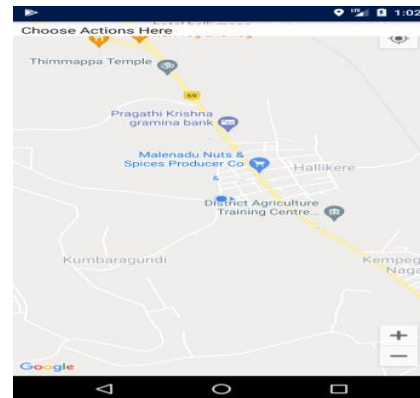 1:02
Choose Actions Here
Thimmappa Temple
69
Pragathi Krishna
gramina bank
Malenadu Nuts &
Spices Producer Co
Hallikere
District Agriculture
Training Centre...
Kumbaragundi
Kempeg
Naga
+
−
Google